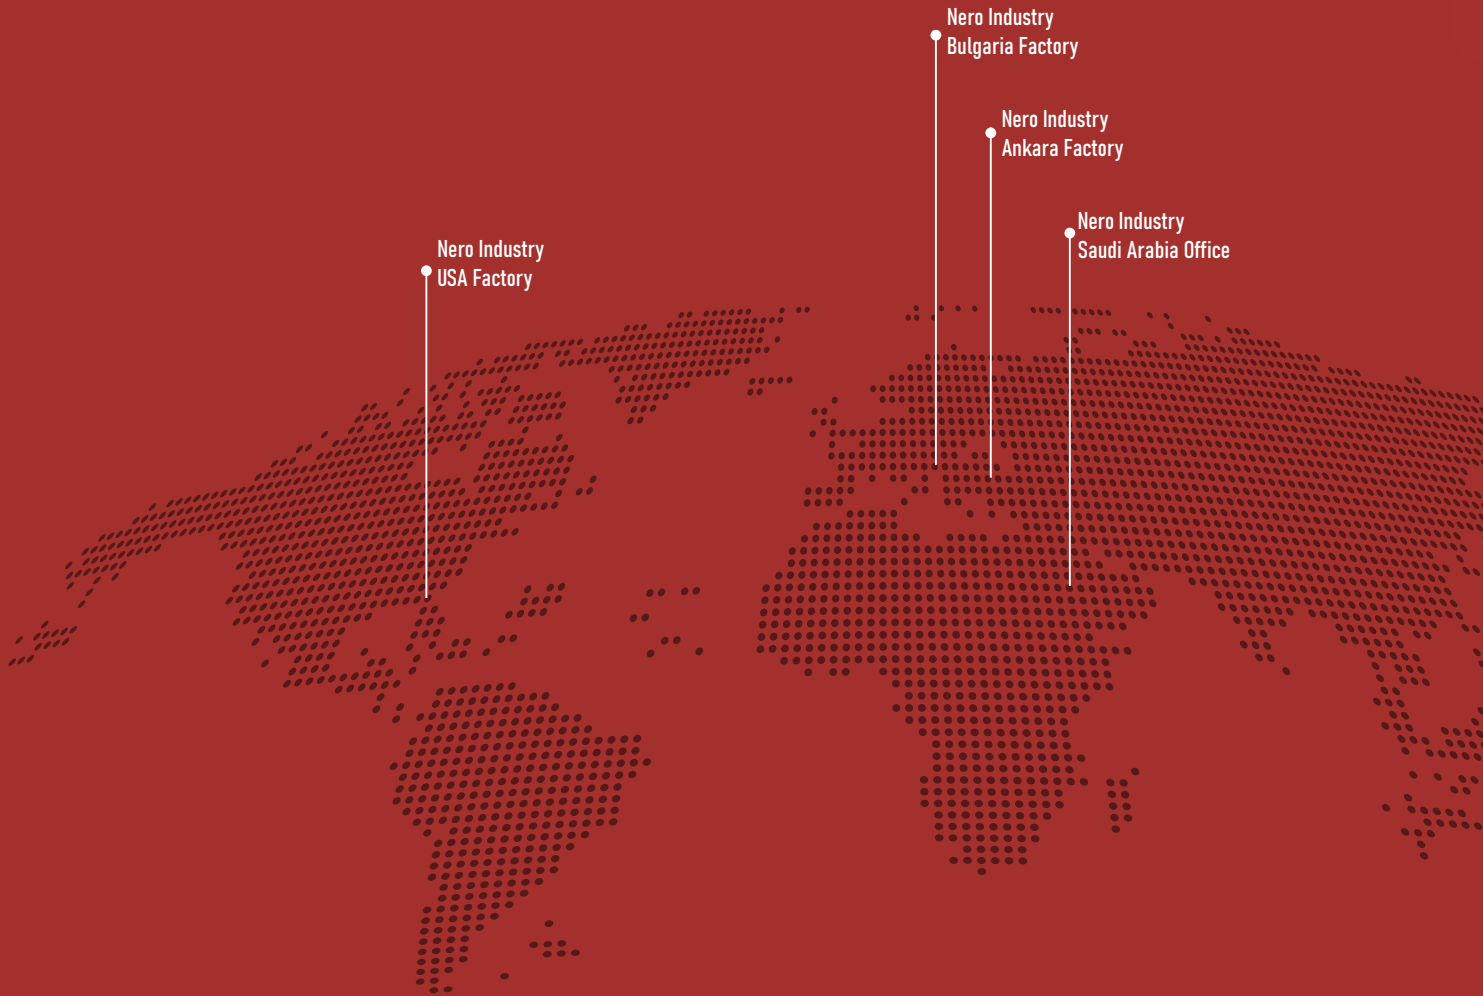 Nero Industry
Bulgaria Factory
Nero Industry
Ankara Factory
Nero Industry
Saudi Arabia Office
Nero Industry
USA Factory